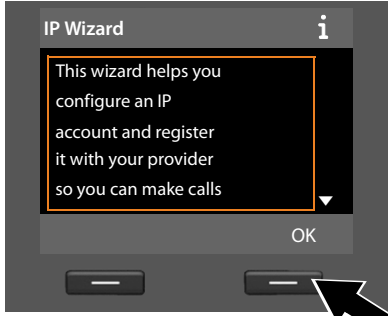 IP Wizard i
This wizard helps you
configure an IP
account and register
it with your provider
so you can make calls
OK